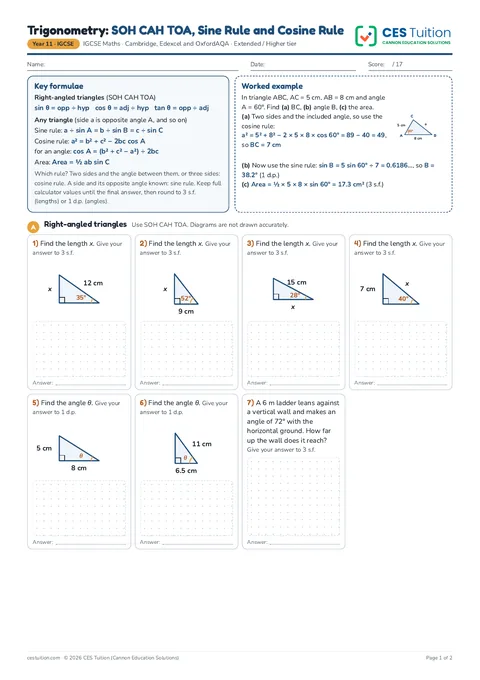 Trigonometry: SOH CAH TOA, Sine Rule and Cosine Rule
CES Tuition
CANNON EDUCATION SOLUTIONS
Year 11 · IGCSE
IGCSE Maths · Cambridge, Edexcel and OxfordAQA · Extended / Higher tier
Name:
Date:
Score: / 17
Key formulae
Right-angled triangles (SOH CAH TOA)
sin θ = opp ÷ hyp cos θ = adj ÷ hyp tan θ = opp ÷ adj
Any triangle (side a is opposite angle A, and so on)
Sine rule: a ÷ sin A = b ÷ sin B = c ÷ sin C
Cosine rule: a² = b² + c² − 2bc cos A
for an angle: cos A = (b² + c² − a²) ÷ 2bc
Area: Area = ½ ab sin C
Which rule? Two sides and the angle between them, or three sides:
cosine rule. A side and its opposite angle known: sine rule. Keep full
calculator values until the final answer, then round to 3 s.f.
(lengths) or 1 d.p. (angles).
Worked example
In triangle ABC, AC = 5 cm, AB = 8 cm and angle
A = 60°. Find (a) BC, (b) angle B, (c) the area.
(a) Two sides and the included angle, so use the
cosine rule:
a² = 5² + 8² − 2 × 5 × 8 × cos 60° = 89 − 40 = 49,
so BC = 7 cm
C
5 cm
A
B
8 cm
(b) Now use the sine rule: sin B = 5 sin 60° ÷ 7 = 0.6186..., so B =
38.2° (1 d.p.)
(c) Area = ½ × 5 × 8 × sin 60° = 17.3 cm² (3 s.f.)
A Right-angled triangles Use SOH CAH TOA. Diagrams are not drawn accurately.
1) Find the length x. Give your
answer to 3 s.f.
x
12 cm
35°
Answer:
2) Find the length x. Give your
answer to 3 s.f.
x
52°
9 cm
Answer:
3) Find the length x. Give your
answer to 3 s.f.
15 cm
28°
x
Answer:
4) Find the length x. Give your
answer to 3 s.f.
7 cm
x
40°
Answer:
5) Find the angle θ. Give your
answer to 1 d.p.
5 cm
θ
8 cm
Answer:
6) Find the angle θ. Give your
answer to 1 d.p.
11 cm
θ
6.5 cm
Answer:
7) A 6 m ladder leans against
a vertical wall and makes an
angle of 72° with the
horizontal ground. How far
up the wall does it reach?
Give your answer to 3 s.f.
Answer:
cestuition.com © 2026 CES Tuition (Cannon Education Solutions)
Page 1 of 2